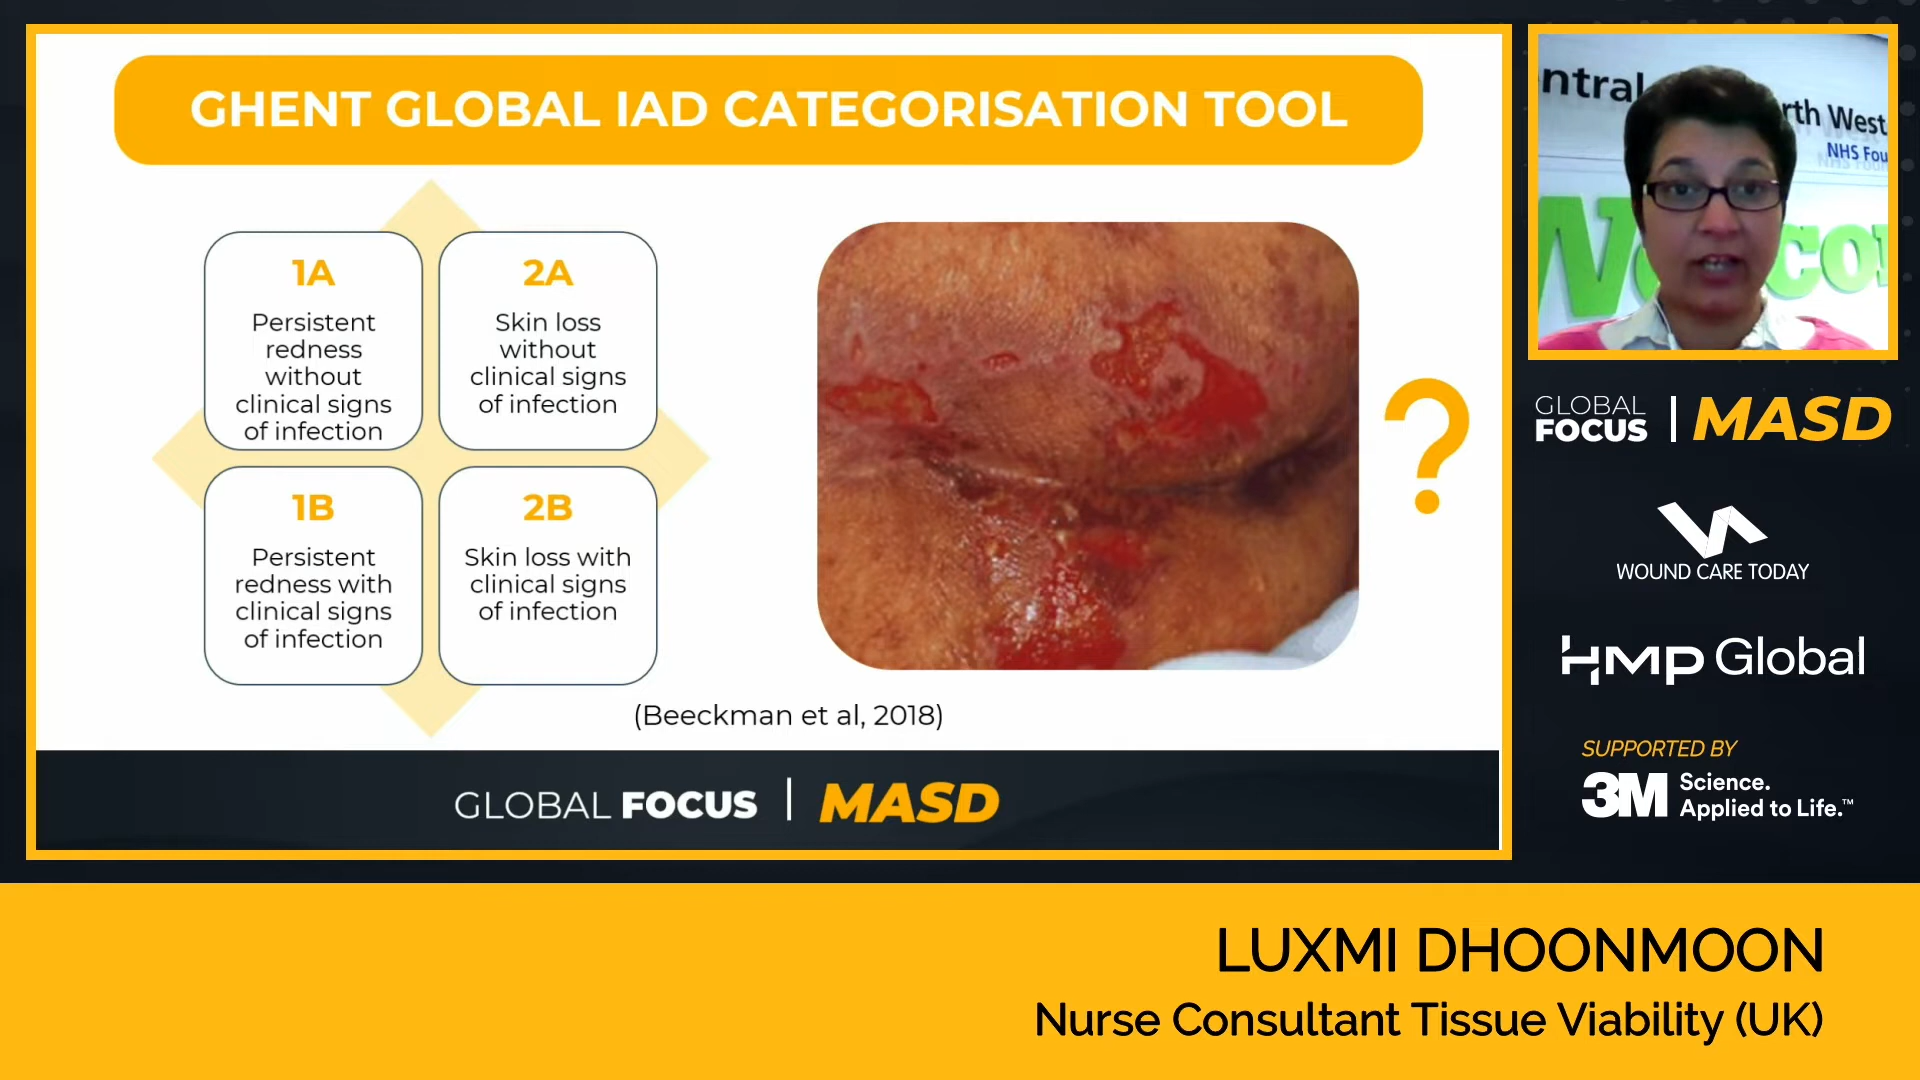 GHENT GLOBAL IAD CATEGORISATION TOOL
1A
Persistent
redness
without
clinical signs
of infection
2A
Skin loss
without
clinical signs
of infection
1B
Persistent
redness with
clinical signs
of infection
2B
Skin loss with
clinical signs
of infection
?
(Beeckman et al, 2018)
GLOBAL FOCUS | MASD
entral
rth West
NHS Fou
GLOBAL
FOCUS | MASD
WOUND CARE TODAY
HMP Global
SUPPORTED BY
3M Science.
Applied to Life.™
LUXMI DHOONMOON
Nurse Consultant Tissue Viability (UK)